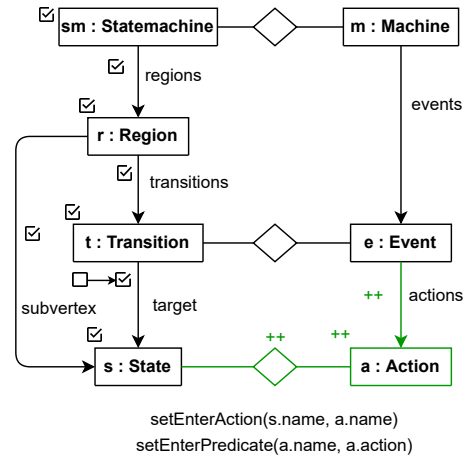 sm : Statemachine
m : Machine
regions
events
r : Region
transitions
t : Transition
e : Event
subvertex
target
++
actions
++
++
s : State
a : Action
setEnterAction(s.name, a.name)
setEnterPredicate(a.name, a.action)